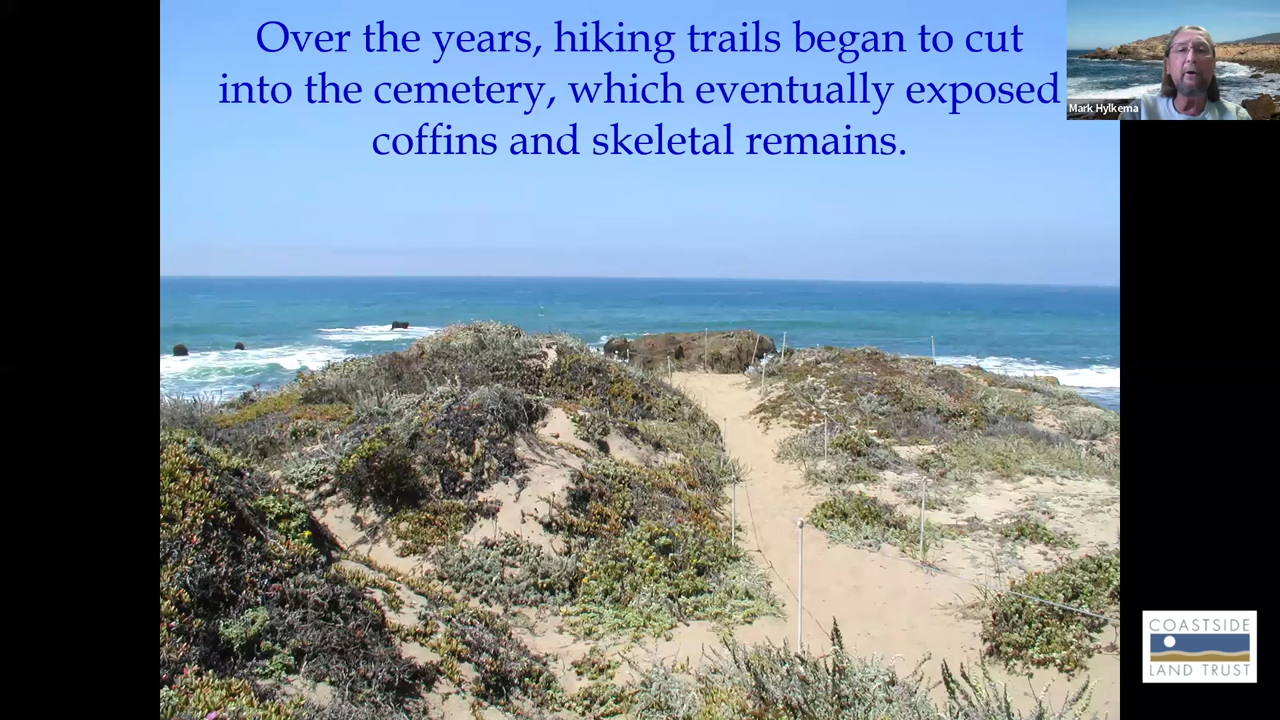 Over the years, hiking trails began to cut
into the cemetery, which eventually exposed
coffins and skeletal remains.
Mark Hylkema
COASTSIDE
LAND TRUST